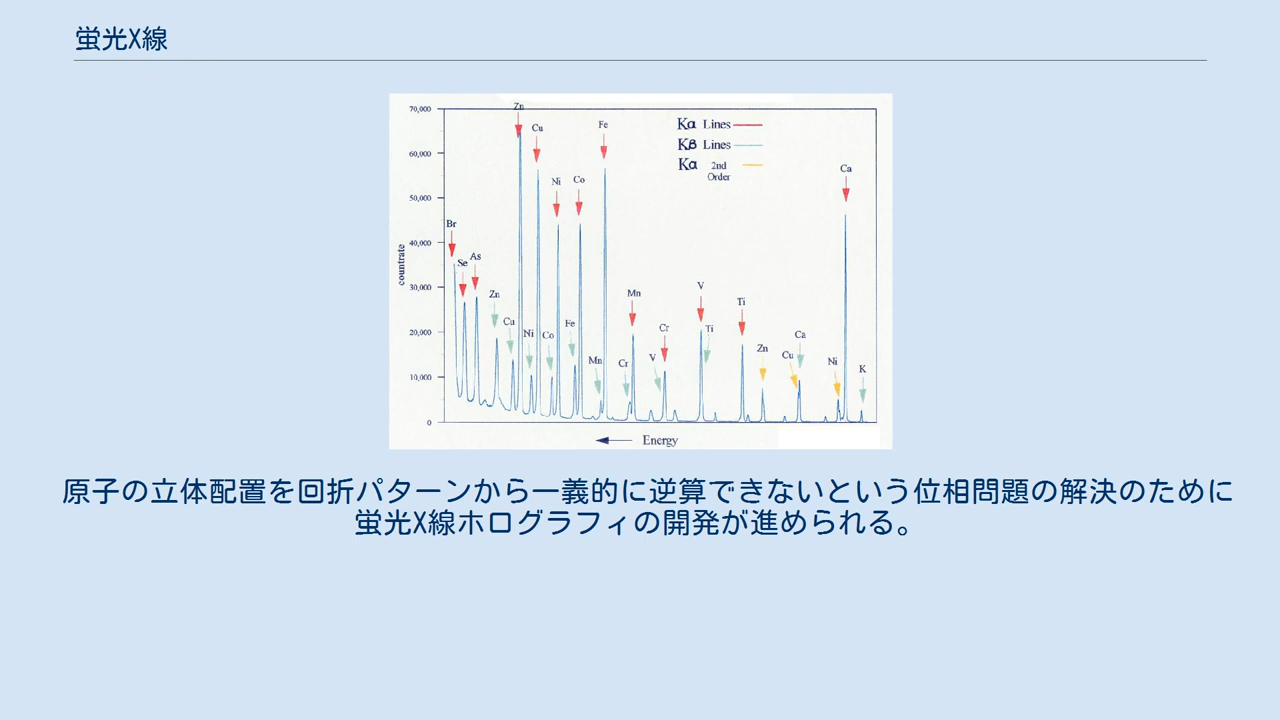 蛍光X線
70,000
60,000
50,000
40,000
30,000
20,000
10,000
0
countrate
Kα Lines
Kβ Lines
Kα 2nd Order
Br
Se
As
Zn
Zn
Cu
Cu
Ni
Ni
Co
Co
Fe
Fe
Mn
Mn
Cr
Cr
V
V
Ti
Ti
Zn
Cu
Ca
Ni
Ca
K
Energy
原子の立体配置を回折パターンから一義的に逆算できないという位相問題の解決のために
蛍光X線ホログラフィの開発が進められる。